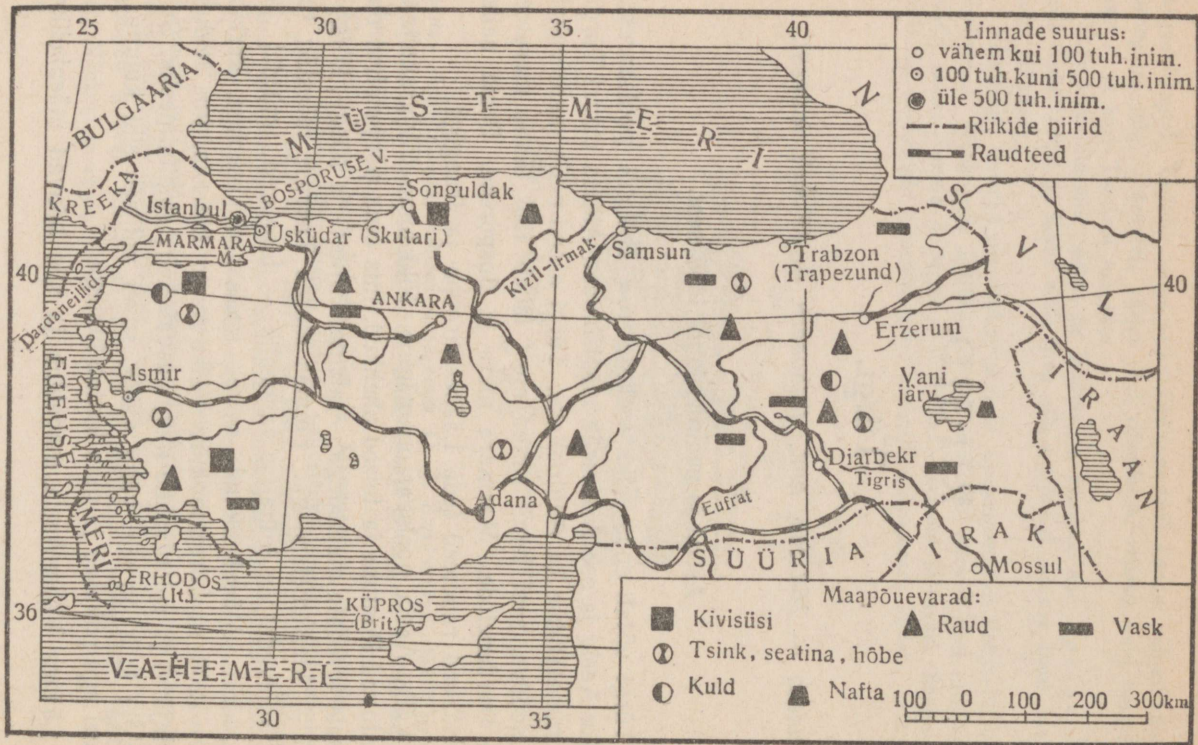 25 30 35 40
Linnade suurus:
vähem kui 100 tuh.inim.
100 tuh.kuni 500 tuh.inim.
üle 500 tuh.inim.
Riikide piirid
Raudteed
BULGAARIA
MUST MERI
N S V L
KREEKA
BOSPORUSE V.
Istanbul
Songuldak
Üsküdar (Skutari)
MARMARA
M.
Samsun
Trabzon
(Trapezund)
Kizil-Irmak
40
40
Dardanellid
ANKARA
Erzerum
EGEUSE MERI
Ismir
Vani
järv
IRAAN
Diarbekr
Tigris
Adana
Eufrat
SÜÜRIA
IRAK
Mossul
RHODOS
(It.)
KÜPROS
(Brit.)
36
VAHEMERI
Maapõuevarad:
Kivisüsi Raud Vask
Tsink, seatina, hõbe
Kuld Nafta
100 0 100 200 300km
30 35